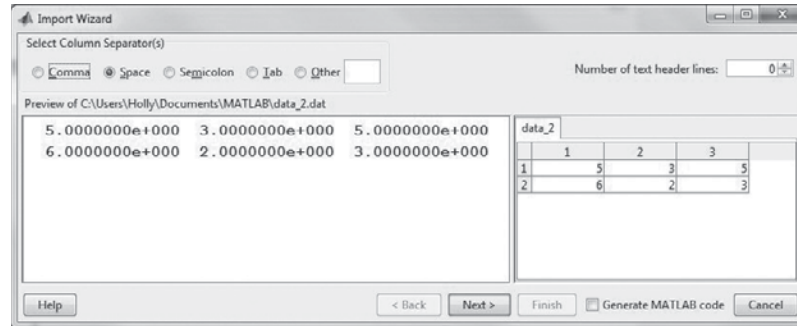 Import Wizard
Select Column Separator(s)
Comma Space Semicolon Tab Other
Number of text header lines: 0
Preview of C:\Users\Holly\Documents\MATLAB\data_2.dat
5.0000000e+000 3.0000000e+000 5.0000000e+000
6.0000000e+000 2.0000000e+000 3.0000000e+000
data_2
1 2 3
1 5 3 5
2 6 2 3
Help < Back Next > Finish Generate MATLAB code Cancel